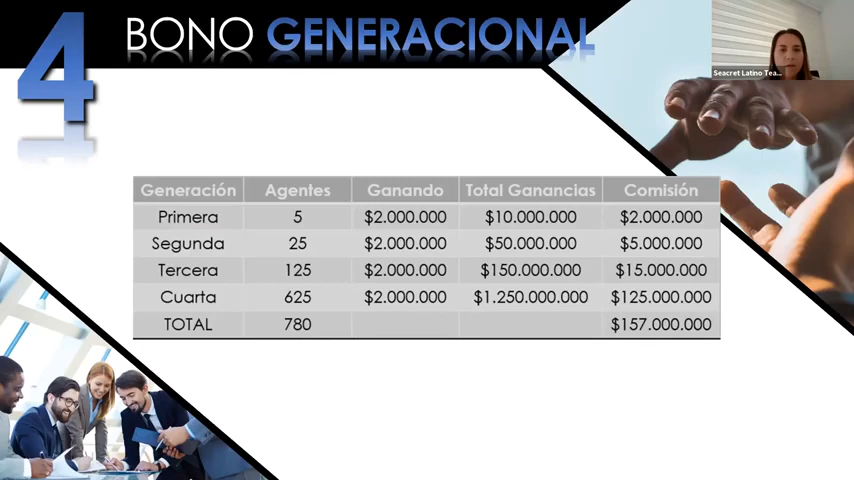 4
BONO GENERACIONAL
Seacret Latino Tea...
Generación Agentes Ganando Total Ganancias Comisión
Primera 5 $2.000.000 $10.000.000 $2.000.000
Segunda 25 $2.000.000 $50.000.000 $5.000.000
Tercera 125 $2.000.000 $150.000.000 $15.000.000
Cuarta 625 $2.000.000 $1.250.000.000 $125.000.000
TOTAL 780 $157.000.000